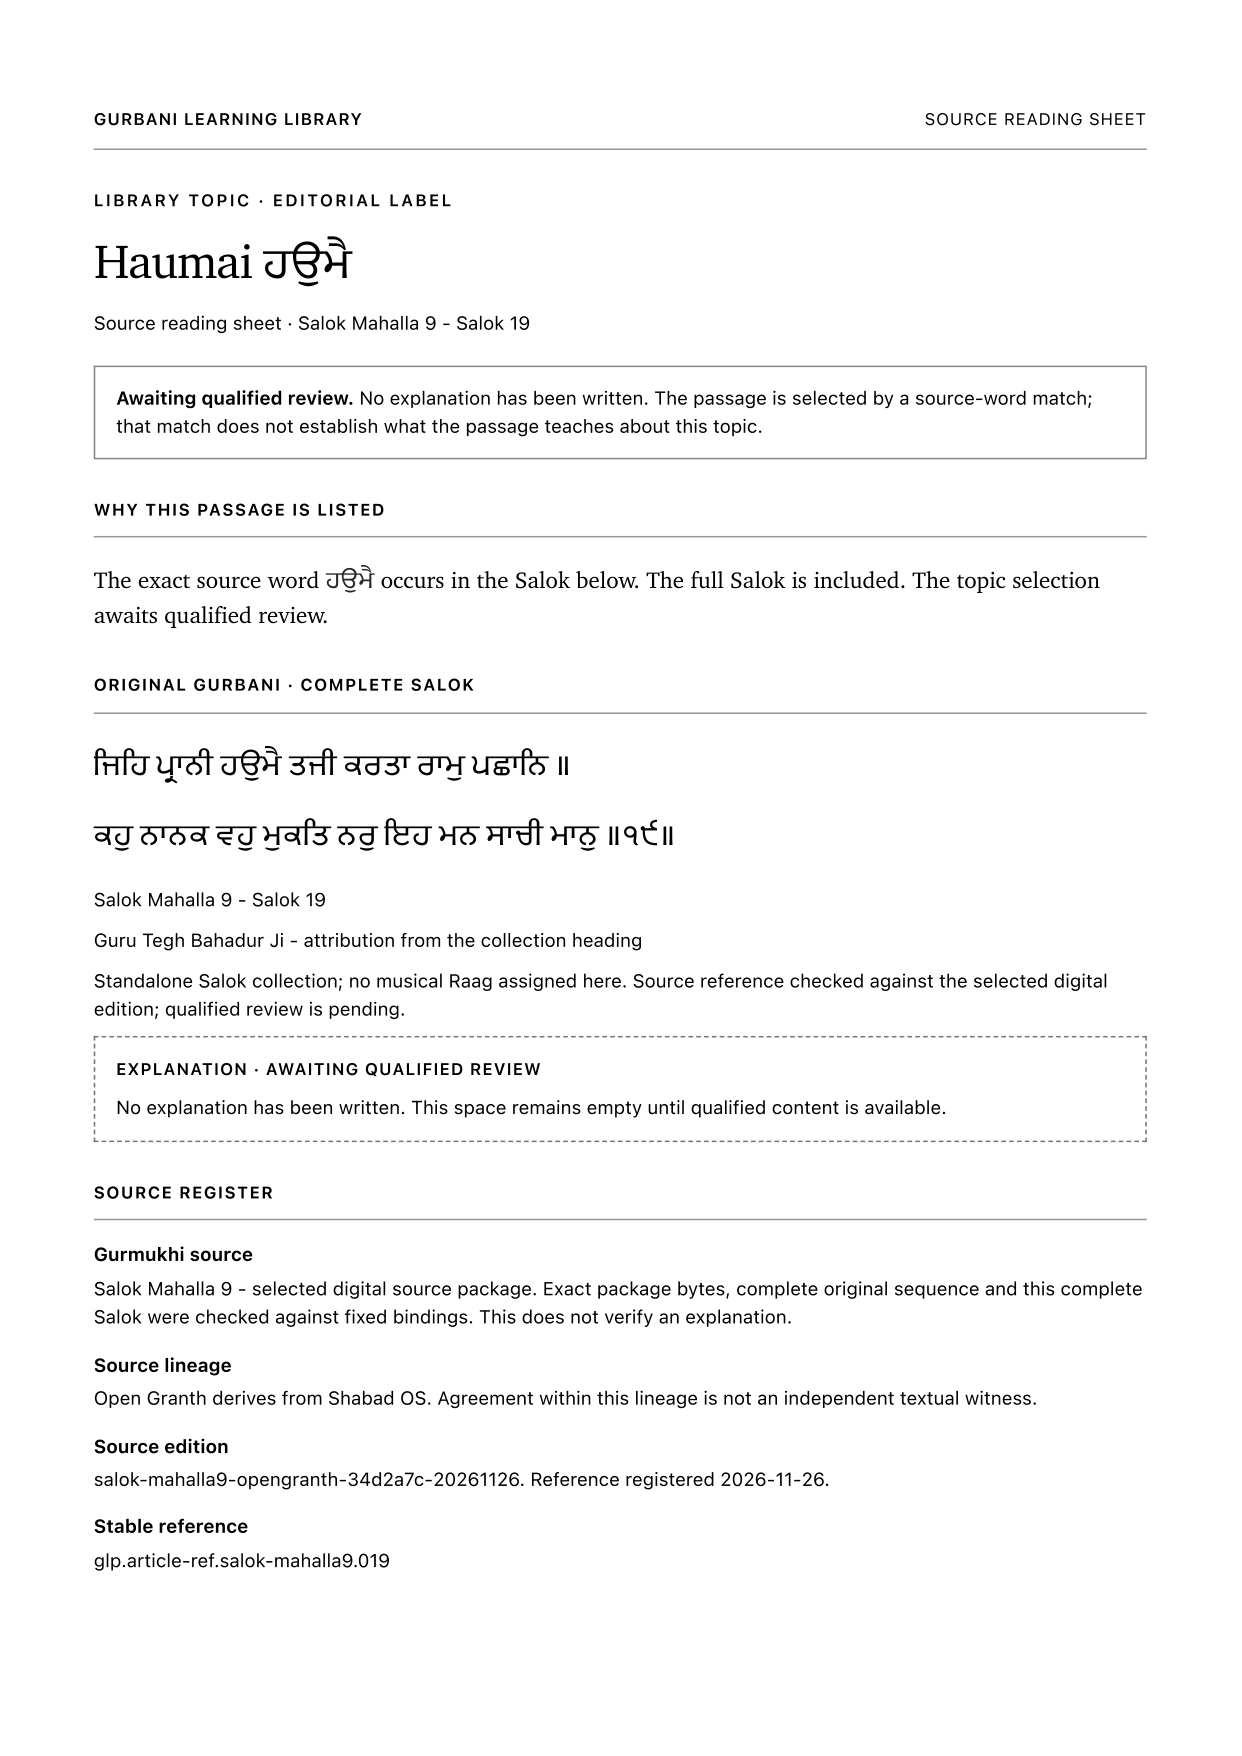 GURBANI LEARNING LIBRARY
SOURCE READING SHEET
LIBRARY TOPIC · EDITORIAL LABEL
Haumai ਹਉਮੈ
Source reading sheet · Salok Mahalla 9 - Salok 19
Awaiting qualified review. No explanation has been written. The passage is selected by a source-word match;
that match does not establish what the passage teaches about this topic.
WHY THIS PASSAGE IS LISTED
The exact source word ਹਉਮੈ occurs in the Salok below. The full Salok is included. The topic selection
awaits qualified review.
ORIGINAL GURBANI · COMPLETE SALOK
ਜਿਹਿ ਪ੍ਰਾਨੀ ਹਉਮੈ ਤਜੀ ਕਰਤਾ ਰਾਮੁ ਪਛਾਨਿ ॥
ਕਹੁ ਨਾਨਕ ਵਹੁ ਮੁਕਤਿ ਨਰੁ ਇਹ ਮਨ ਸਾਚੀ ਮਾਨੁ ॥੧੯॥
Salok Mahalla 9 - Salok 19
Guru Tegh Bahadur Ji - attribution from the collection heading
Standalone Salok collection; no musical Raag assigned here. Source reference checked against the selected digital
edition; qualified review is pending.
EXPLANATION · AWAITING QUALIFIED REVIEW
No explanation has been written. This space remains empty until qualified content is available.
SOURCE REGISTER
Gurmukhi source
Salok Mahalla 9 - selected digital source package. Exact package bytes, complete original sequence and this complete
Salok were checked against fixed bindings. This does not verify an explanation.
Source lineage
Open Granth derives from Shabad OS. Agreement within this lineage is not an independent textual witness.
Source edition
salok-mahalla9-opengranth-34d2a7c-20261126. Reference registered 2026-11-26.
Stable reference
glp.article-ref.salok-mahalla9.019